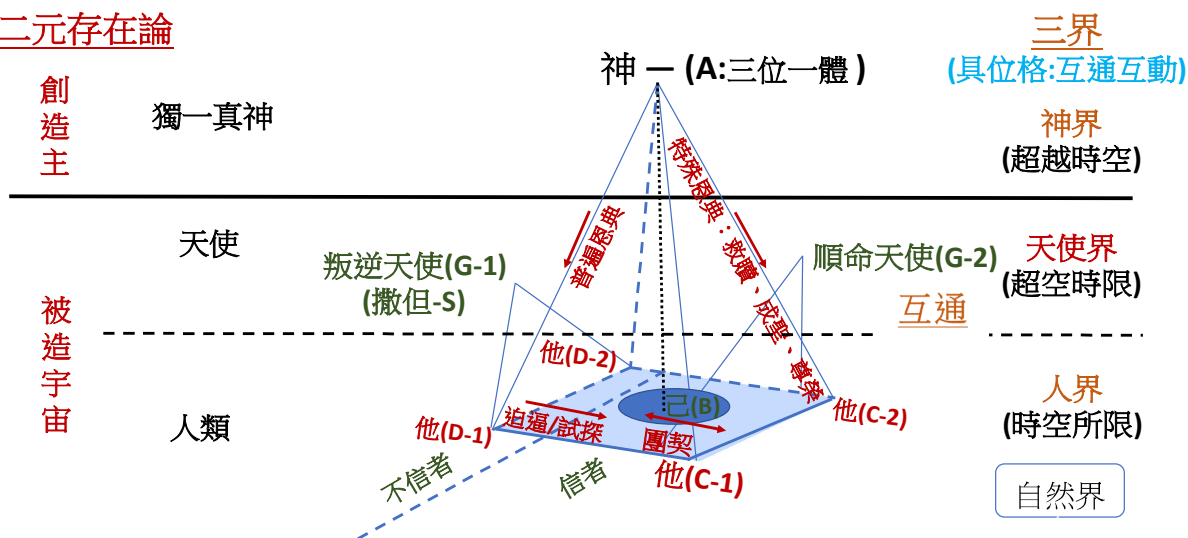 二元存在論
三界
(具位格:互通互動)
神 — (A:三位一體 )
創造主
獨一真神
神界
(超越時空)
特殊恩典：救贖、成聖、尊榮
普遍恩典
天使
叛逆天使(G-1)
(撒但-S)
順命天使(G-2)
天使界
(超空時限)
互通
被造宇宙
他(D-2)
人類
他(D-1)
迫逼/試探
己(B)
團契
他(C-2)
他(C-1)
人界
(時空所限)
不信者
信者
自然界